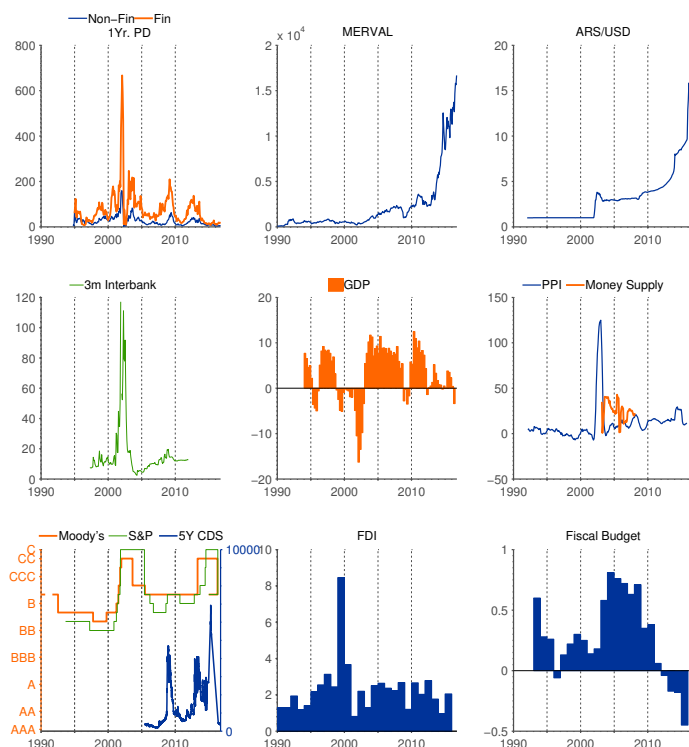 Non−Fin Fin
1Yr. PD
800
600
400
200
0
1990 2000 2010
MERVAL
2 x 10^4
1.5
1
0.5
0
1990 2000 2010
ARS/USD
20
15
10
5
0
1990 2000 2010
3m Interbank
120
100
80
60
40
20
0
1990 2000 2010
GDP
20
10
0
−10
−20
1990 2000 2010
PPI Money Supply
150
100
50
0
−50
1990 2000 2010
Moody's S&P 5Y CDS
C
CC
CCC
B
BB
BBB
A
AA
AAA
10000
0
1990 2000 2010
FDI
10
8
6
4
2
0
1990 2000 2010
Fiscal Budget
1
0.5
0
−0.5
1990 2000 2010